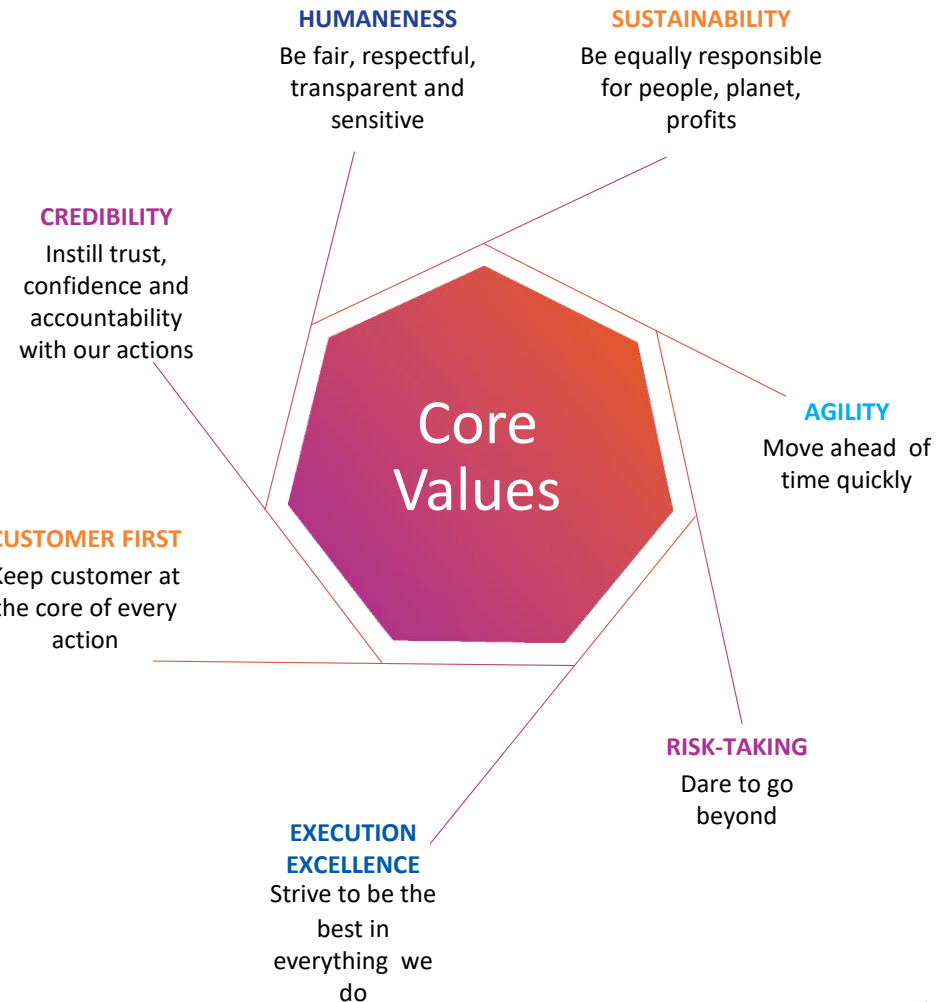 HUMANENESS
Be fair, respectful,
transparent and
sensitive
SUSTAINABILITY
Be equally responsible
for people, planet,
profits
CREDIBILITY
Instill trust,
confidence and
accountability
with our actions
Core
Values
AGILITY
Move ahead of
time quickly
CUSTOMER FIRST
Keep customer at
the core of every
action
RISK-TAKING
Dare to go
beyond
EXECUTION
EXCELLENCE
Strive to be the
best in
everything we
do